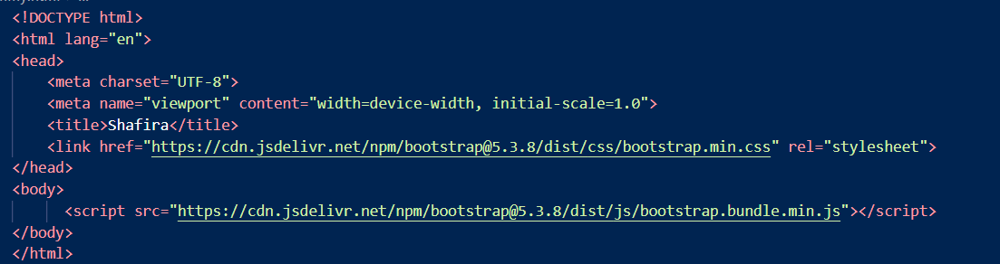 <!DOCTYPE html>
<html lang="en">
<head>
    <meta charset="UTF-8">
    <meta name="viewport" content="width=device-width, initial-scale=1.0">
    <title>Shafira</title>
    <link href="https://cdn.jsdelivr.net/npm/bootstrap@5.3.8/dist/css/bootstrap.min.css" rel="stylesheet">
</head>
<body>
      <script src="https://cdn.jsdelivr.net/npm/bootstrap@5.3.8/dist/js/bootstrap.bundle.min.js"></script>
</body>
</html>